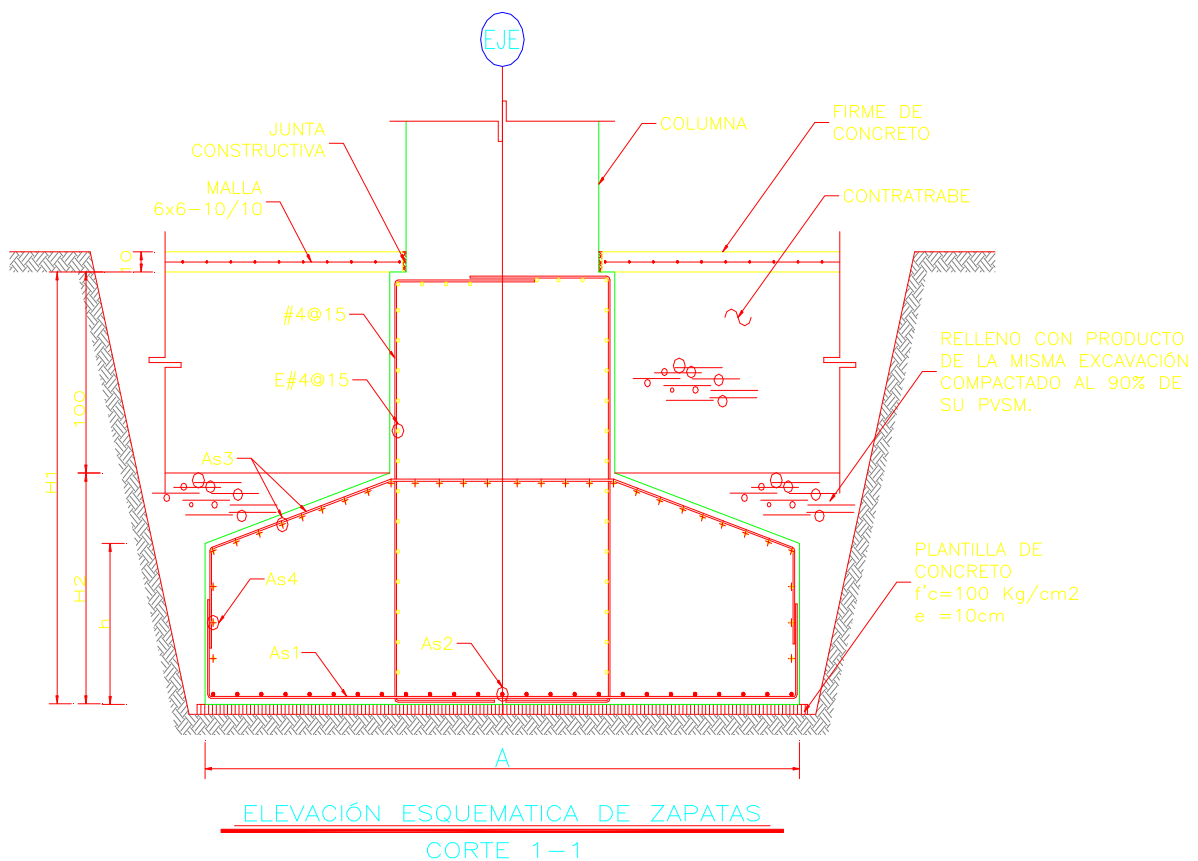 EJE
JUNTA
CONSTRUCTIVA
COLUMNA
FIRME DE
CONCRETO
MALLA
6x6-10/10
CONTRATRABE
10
#4@15
E#4@15
RELLENO CON PRODUCTO
DE LA MISMA EXCAVACIÓN
COMPACTADO AL 90% DE
SU PVSM.
100
H1
As3
H2
h
As4
PLANTILLA DE
CONCRETO
f'c=100 Kg/cm2
e =10cm
As1
As2
A
ELEVACIÓN ESQUEMATICA DE ZAPATAS
CORTE 1-1